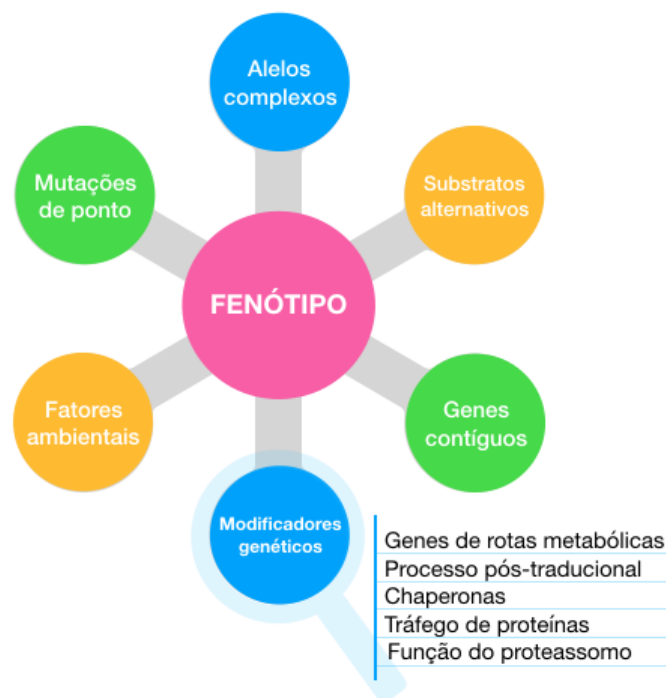 Alelos
complexos
Mutações
de ponto
Substratos
alternativos
FENÓTIPO
Fatores
ambientais
Genes
contíguos
Modificadores
genéticos
Genes de rotas metabólicas
Processo pós-traducional
Chaperonas
Tráfego de proteínas
Função do proteassomo